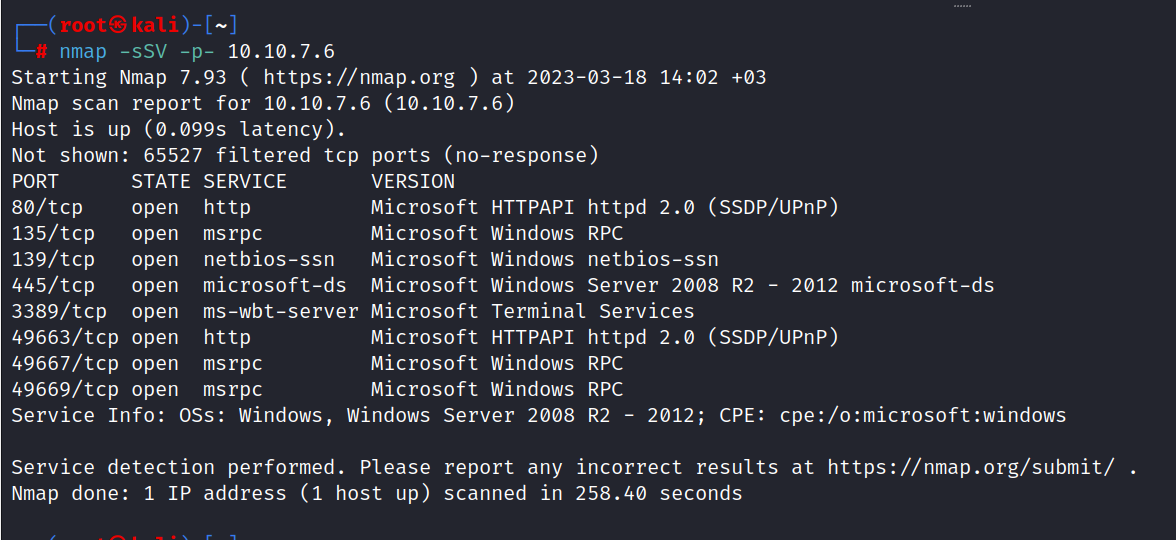 ┌──(root㉿kali)-[~]
└─# nmap -sSV -p- 10.10.7.6
Starting Nmap 7.93 ( https://nmap.org ) at 2023-03-18 14:02 +03
Nmap scan report for 10.10.7.6 (10.10.7.6)
Host is up (0.099s latency).
Not shown: 65527 filtered tcp ports (no-response)
PORT      STATE SERVICE       VERSION
80/tcp    open  http          Microsoft HTTPAPI httpd 2.0 (SSDP/UPnP)
135/tcp   open  msrpc         Microsoft Windows RPC
139/tcp   open  netbios-ssn   Microsoft Windows netbios-ssn
445/tcp   open  microsoft-ds  Microsoft Windows Server 2008 R2 - 2012 microsoft-ds
3389/tcp  open  ms-wbt-server Microsoft Terminal Services
49663/tcp open  http          Microsoft HTTPAPI httpd 2.0 (SSDP/UPnP)
49667/tcp open  msrpc         Microsoft Windows RPC
49669/tcp open  msrpc         Microsoft Windows RPC
Service Info: OSs: Windows, Windows Server 2008 R2 - 2012; CPE: cpe:/o:microsoft:windows
Service detection performed. Please report any incorrect results at https://nmap.org/submit/ .
Nmap done: 1 IP address (1 host up) scanned in 258.40 seconds